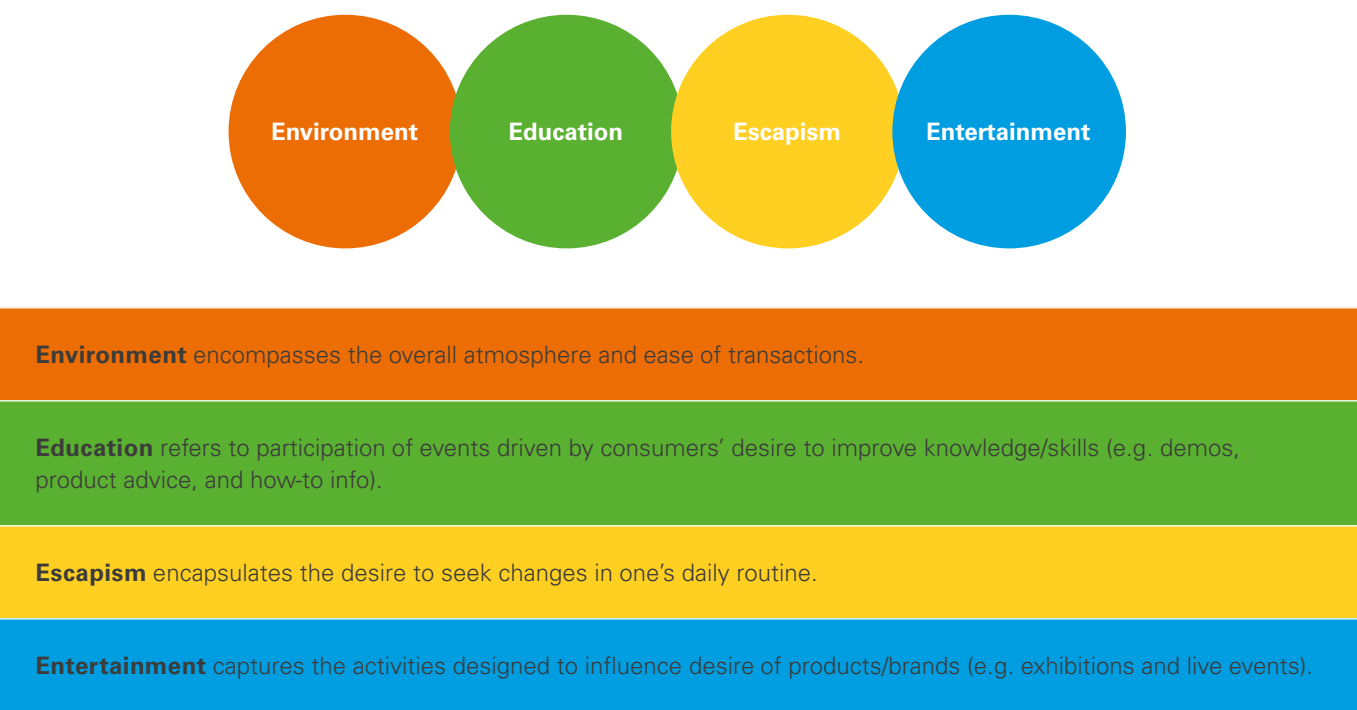 Environment
Education
Escapism
Entertainment
Environment encompasses the overall atmosphere and ease of transactions.
Education refers to participation of events driven by consumers’ desire to improve knowledge/skills (e.g. demos,
product advice, and how-to info).
Escapism encapsulates the desire to seek changes in one’s daily routine.
Entertainment captures the activities designed to influence desire of products/brands (e.g. exhibitions and live events).